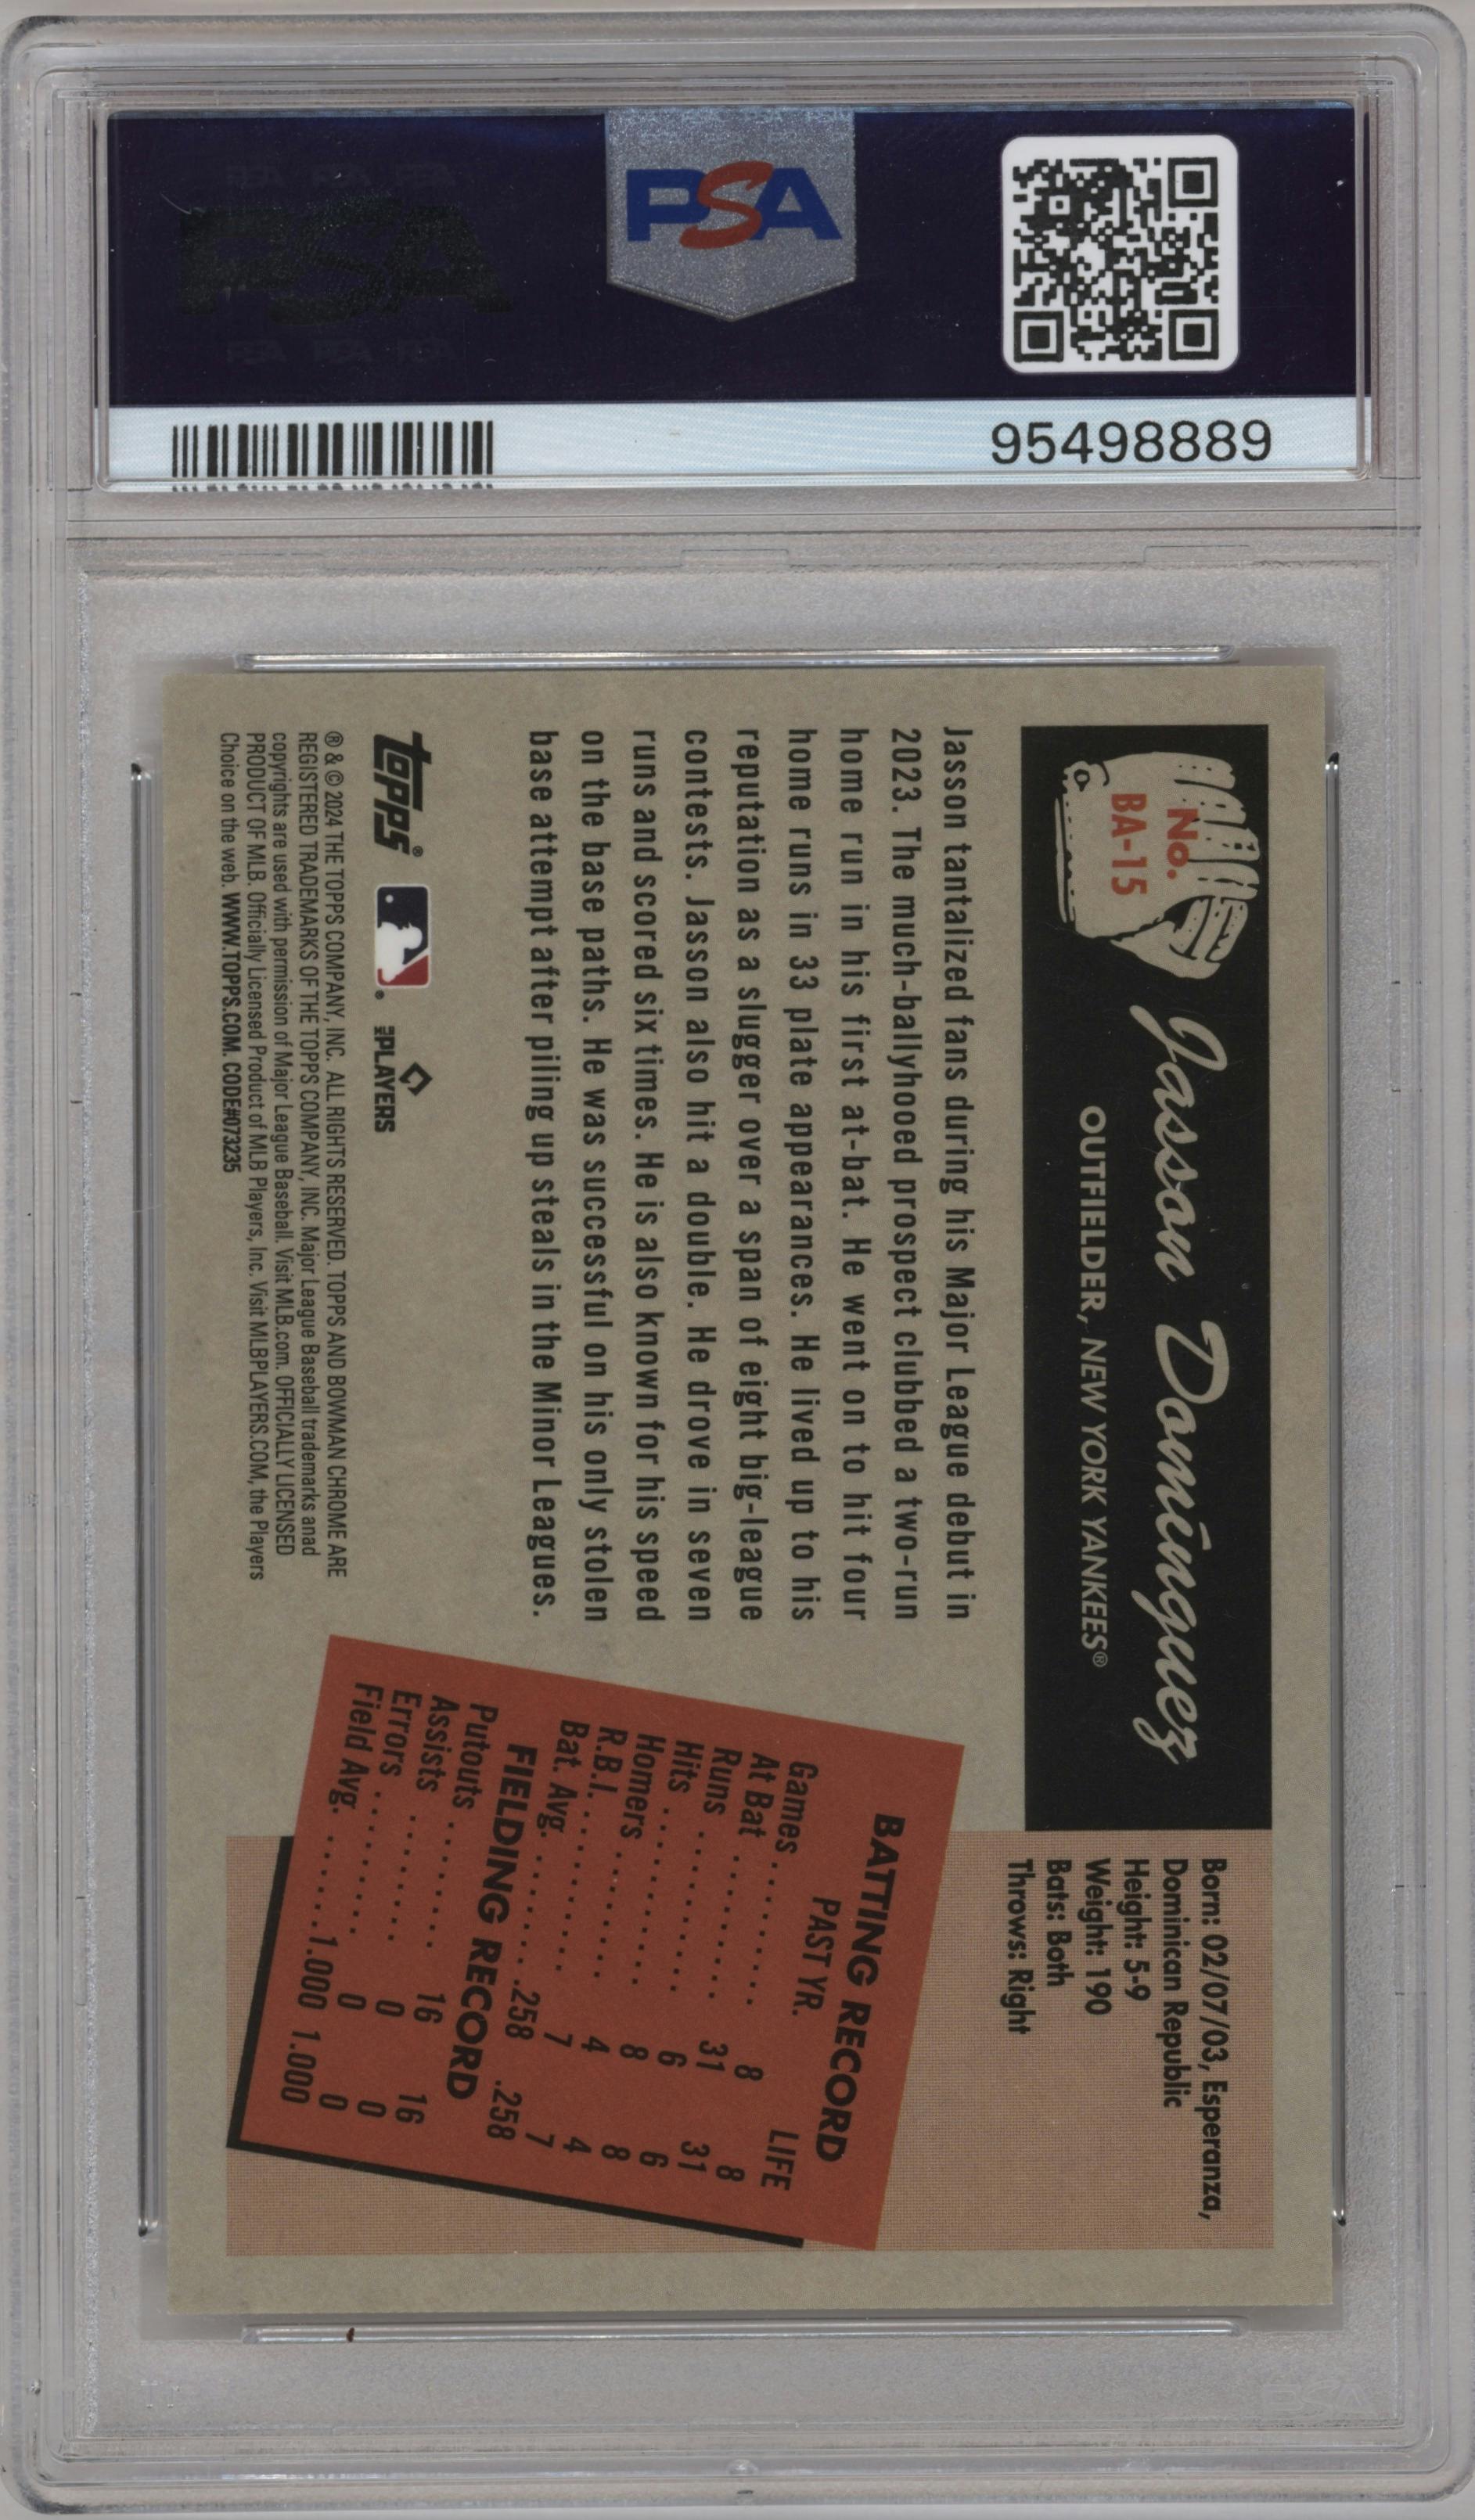 PSA
95498889
No.
BA-15
Jasson Dominguez
OUTFIELDER, NEW YORK YANKEES®
Born: 02/07/03, Esperanza,
Dominican Republic
Height: 5-9
Weight: 190
Bats: Both
Throws: Right
Jasson tantalized fans during his Major League debut in
2023. The much-ballyhooed prospect clubbed a two-run
home run in his first at-bat. He went on to hit four
home runs in 33 plate appearances. He lived up to his
reputation as a slugger over a span of eight big-league
contests. Jasson also hit a double. He drove in seven
runs and scored six times. He is also known for his speed
on the base paths. He was successful on his only stolen
base attempt after piling up steals in the Minor Leagues.
BATTING RECORD
PAST YR. LIFE
Games .......... 8 8
At Bat .......... 31 31
Runs .......... 6 6
Hits .......... 8 8
Homers .......... 4 4
R.B.I. .......... 7 7
Bat. Avg. .......... .258 .258
FIELDING RECORD
Putouts .......... 16 16
Assists .......... 0 0
Errors .......... 0 0
Field Avg. .......... 1.000 1.000
topps®
MLB PLAYERS
® & © 2024 THE TOPPS COMPANY, INC. ALL RIGHTS RESERVED. TOPPS AND BOWMAN CHROME ARE
REGISTERED TRADEMARKS OF THE TOPPS COMPANY, INC. Major League Baseball trademarks anad
copyrights are used with permission of Major League Baseball. Visit MLB.com. OFFICIALLY LICENSED
PRODUCT OF MLB. Officially Licensed Product of MLB Players, Inc. Visit MLBPLAYERS.COM, the Players
Choice on the web. WWW.TOPPS.COM. CODE#073235